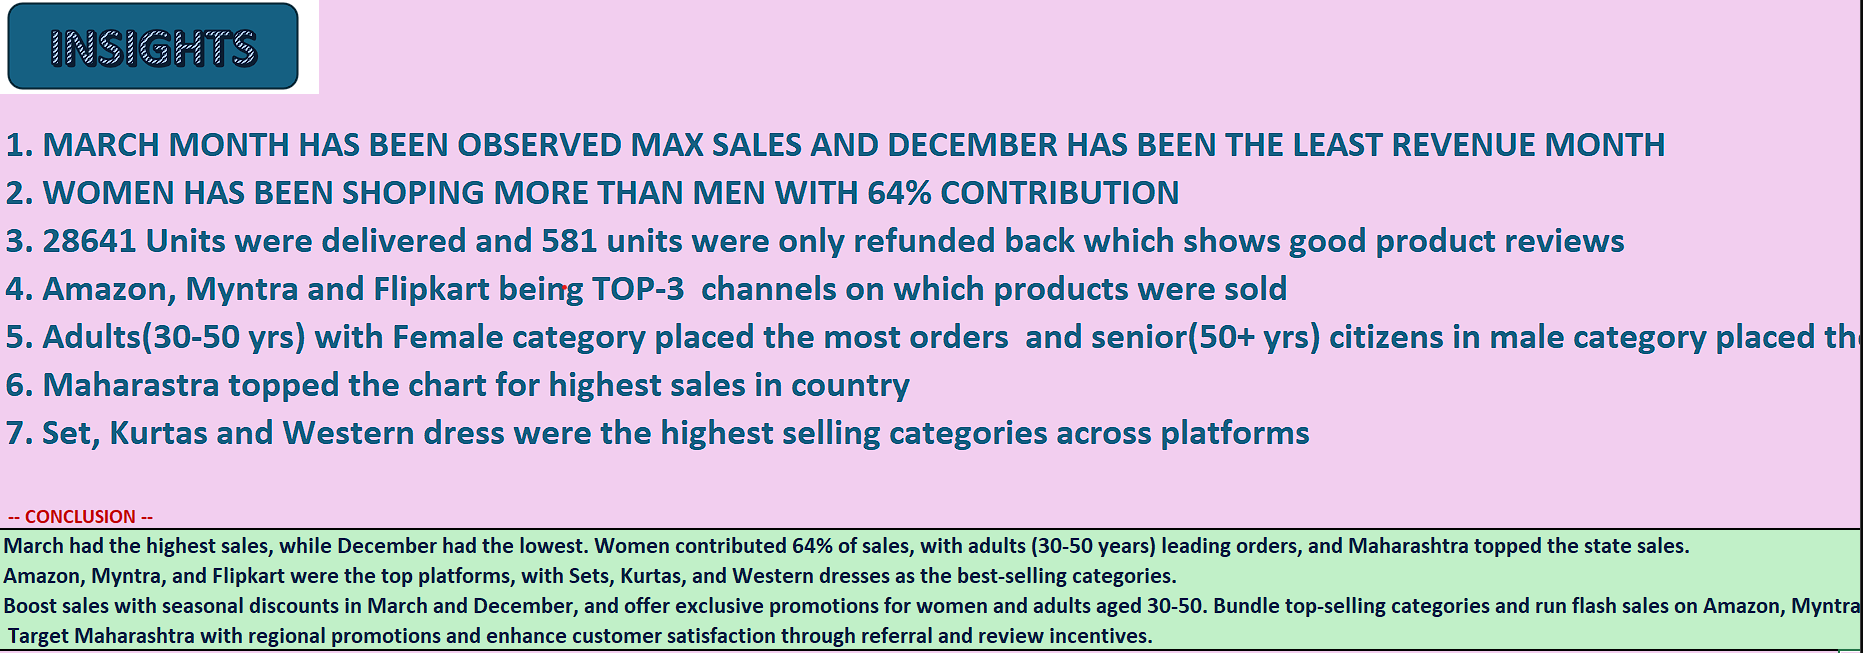 INSIGHTS
1. MARCH MONTH HAS BEEN OBSERVED MAX SALES AND DECEMBER HAS BEEN THE LEAST REVENUE MONTH
2. WOMEN HAS BEEN SHOPING MORE THAN MEN WITH 64% CONTRIBUTION
3. 28641 Units were delivered and 581 units were only refunded back which shows good product reviews
4. Amazon, Myntra and Flipkart being TOP-3 channels on which products were sold
5. Adults(30-50 yrs) with Female category placed the most orders and senior(50+ yrs) citizens in male category placed
6. Maharastra topped the chart for highest sales in country
7. Set, Kurtas and Western dress were the highest selling categories across platforms
-- CONCLUSION --
March had the highest sales, while December had the lowest. Women contributed 64% of sales, with adults (30-50 years) leading orders, and Maharashtra topped the state sales.
Amazon, Myntra, and Flipkart were the top platforms, with Sets, Kurtas, and Western dresses as the best-selling categories.
Boost sales with seasonal discounts in March and December, and offer exclusive promotions for women and adults aged 30-50. Bundle top-selling categories and run flash sales on Amazon, Myntra
Target Maharashtra with regional promotions and enhance customer satisfaction through referral and review incentives.